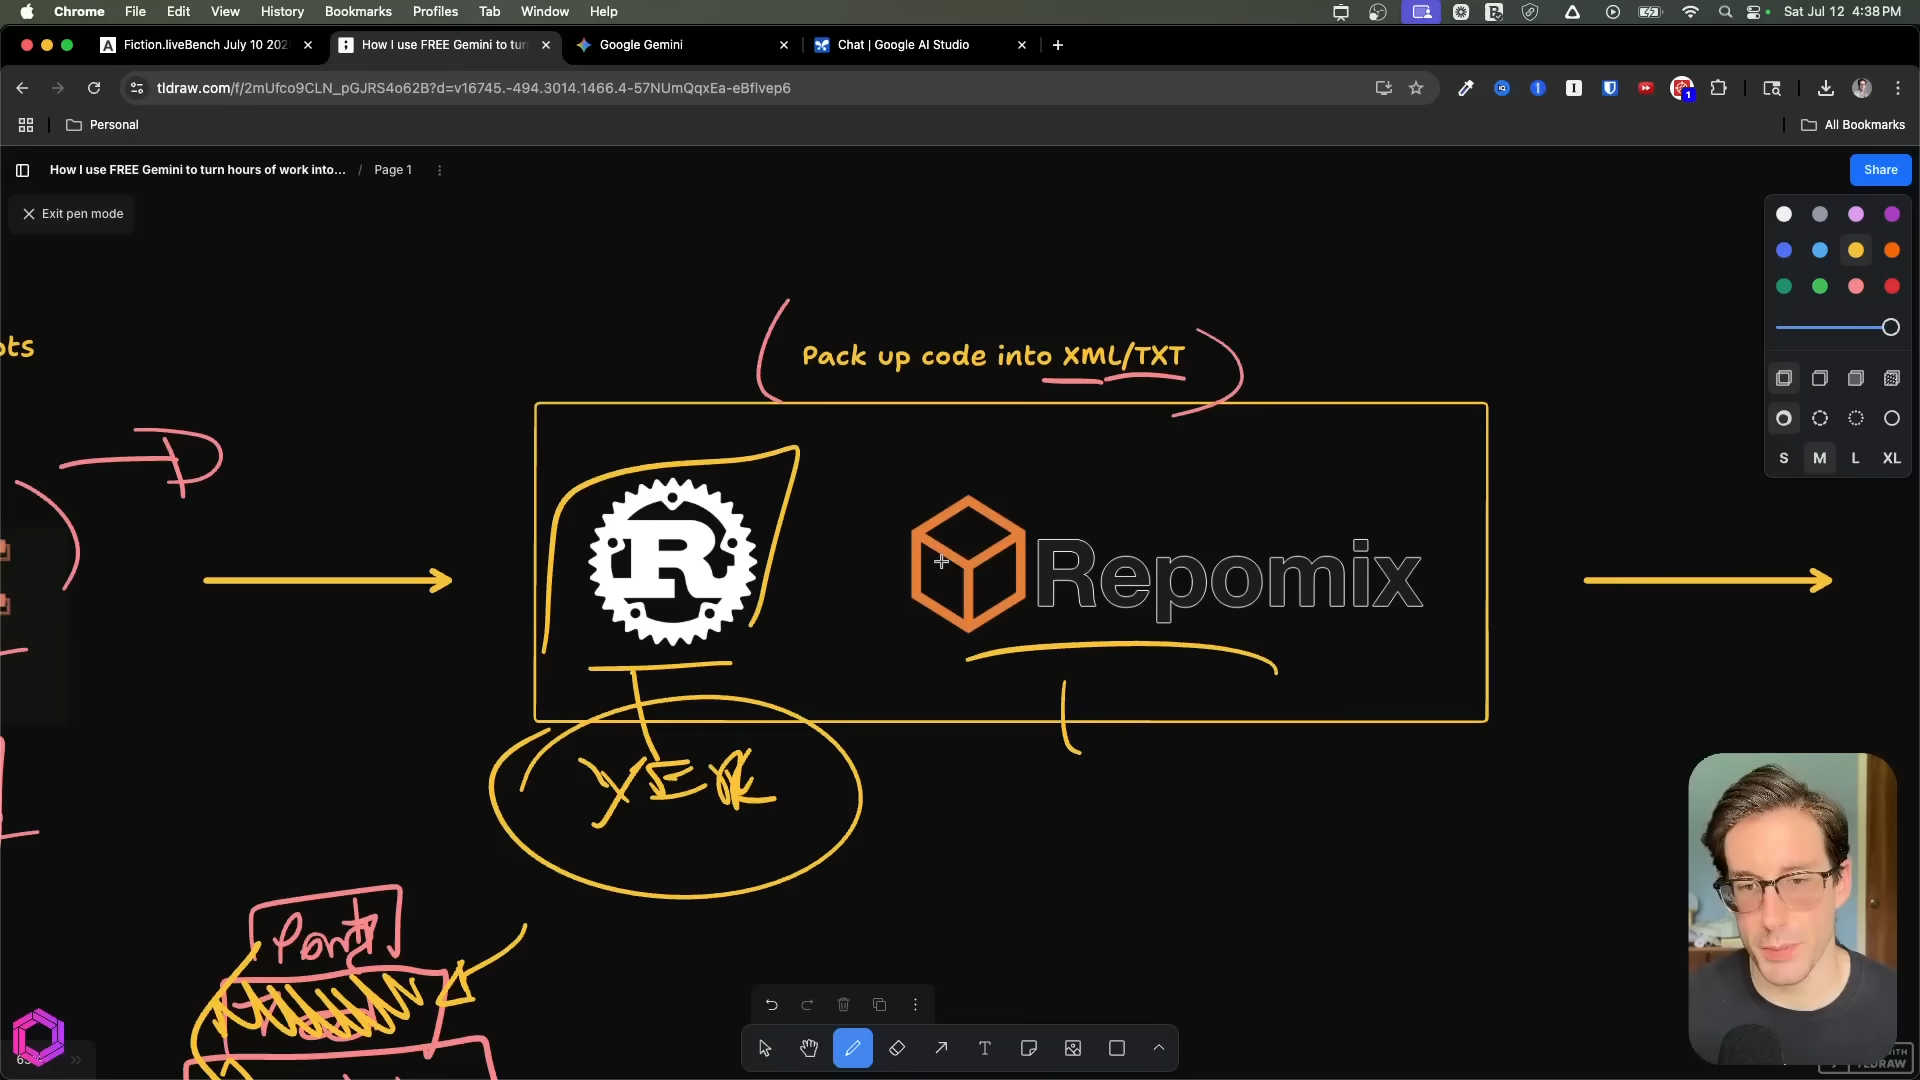 Chrome File Edit View History Bookmarks Profiles Tab Window Help Sat Jul 12 4:38 PM
Fiction.liveBench July 10 202 How I use FREE Gemini to turn Google Gemini Chat | Google AI Studio
tldraw.com/f/2mUfco9CLN_pGJRS4o62B?d=v16745.-494.3014.1466.4-57NUmQqxEa-eBflvep6
Personal All Bookmarks
How I use FREE Gemini to turn hours of work into... / Page 1 Share
Exit pen mode
Pack up code into XML/TXT
R Repomix
S M L XL
YEK